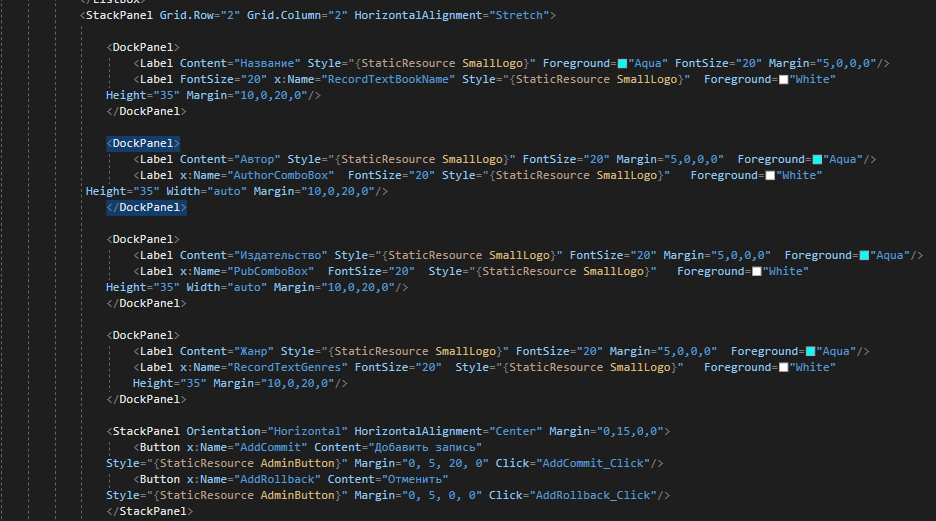 </ListBox>
<StackPanel Grid.Row="2" Grid.Column="2" HorizontalAlignment="Stretch">
<DockPanel>
<Label Content="Название" Style="{StaticResource SmallLogo}" Foreground="Aqua" FontSize="20" Margin="5,0,0,0"/>
<Label FontSize="20" x:Name="RecordTextBookName" Style="{StaticResource SmallLogo}"  Foreground="White"
Height="35" Margin="10,0,20,0"/>
</DockPanel>
<DockPanel>
<Label Content="Автор" Style="{StaticResource SmallLogo}" FontSize="20" Margin="5,0,0,0"  Foreground="Aqua"/>
<Label x:Name="AuthorComboBox"  FontSize="20" Style="{StaticResource SmallLogo}"   Foreground="White"
Height="35" Width="auto" Margin="10,0,20,0"/>
</DockPanel>
<DockPanel>
<Label Content="Издательство" Style="{StaticResource SmallLogo}" FontSize="20" Margin="5,0,0,0"  Foreground="Aqua"/>
<Label x:Name="PubComboBox"  FontSize="20"  Style="{StaticResource SmallLogo}"   Foreground="White"
Height="35" Width="auto" Margin="10,0,20,0"/>
</DockPanel>
<DockPanel>
<Label Content="Жанр" Style="{StaticResource SmallLogo}" FontSize="20" Margin="5,0,0,0"  Foreground="Aqua"/>
<Label x:Name="RecordTextGenres" FontSize="20"  Style="{StaticResource SmallLogo}"   Foreground="White"
Height="35" Margin="10,0,20,0"/>
</DockPanel>
<StackPanel Orientation="Horizontal" HorizontalAlignment="Center" Margin="0,15,0,0">
<Button x:Name="AddCommit" Content="Добавить запись"
Style="{StaticResource AdminButton}" Margin="0, 5, 20, 0" Click="AddCommit_Click"/>
<Button x:Name="AddRollback" Content="Отменить"
Style="{StaticResource AdminButton}" Margin="0, 5, 0, 0" Click="AddRollback_Click"/>
</StackPanel>